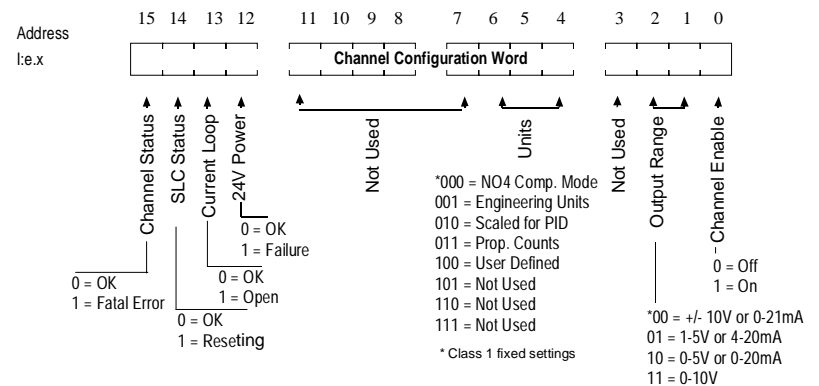 Address
I:e.x
15 14 13 12 11 10 9 8 7 6 5 4 3 2 1 0
Channel Configuration Word
Channel Status
SLC Status
Current Loop
24V Power
Not Used
Units
Not Used
Output Range
Channel Enable
0 = OK
1 = Failure
0 = OK
1 = Open
0 = OK
1 = Fatal Error
0 = OK
1 = Reseting
*000 = NO4 Comp. Mode
001 = Engineering Units
010 = Scaled for PID
011 = Prop. Counts
100 = User Defined
101 = Not Used
110 = Not Used
111 = Not Used
* Class 1 fixed settings
0 = Off
1 = On
*00 = +/- 10V or 0-21mA
01 = 1-5V or 4-20mA
10 = 0-5V or 0-20mA
11 = 0-10V